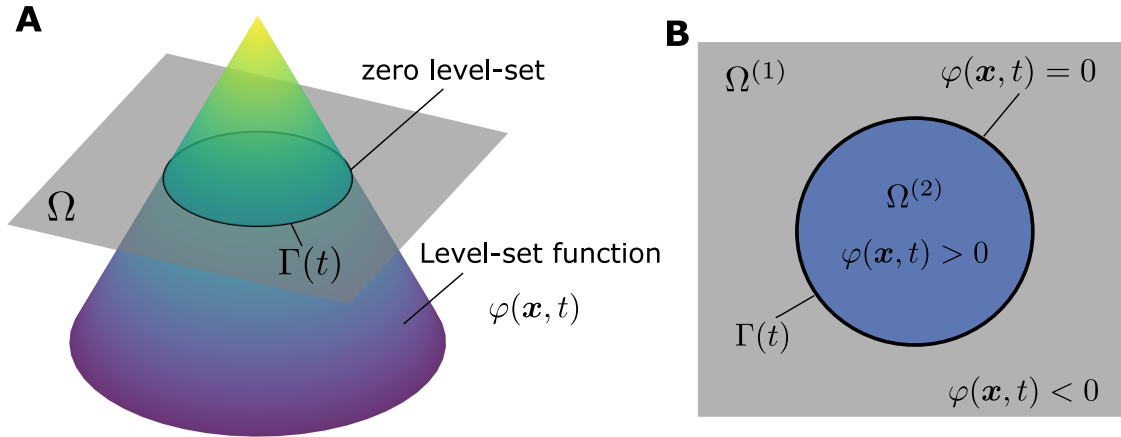 A
zero level-set
Ω
Γ(t)
Level-set function
φ(x, t)
B
Ω⁽¹⁾
φ(x, t) = 0
Ω⁽²⁾
φ(x, t) > 0
Γ(t)
φ(x, t) < 0